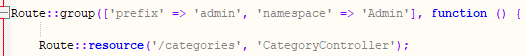 Route::group(['prefix' => 'admin', 'namespace' => 'Admin'], function () {
Route::resource('/categories', 'CategoryController');